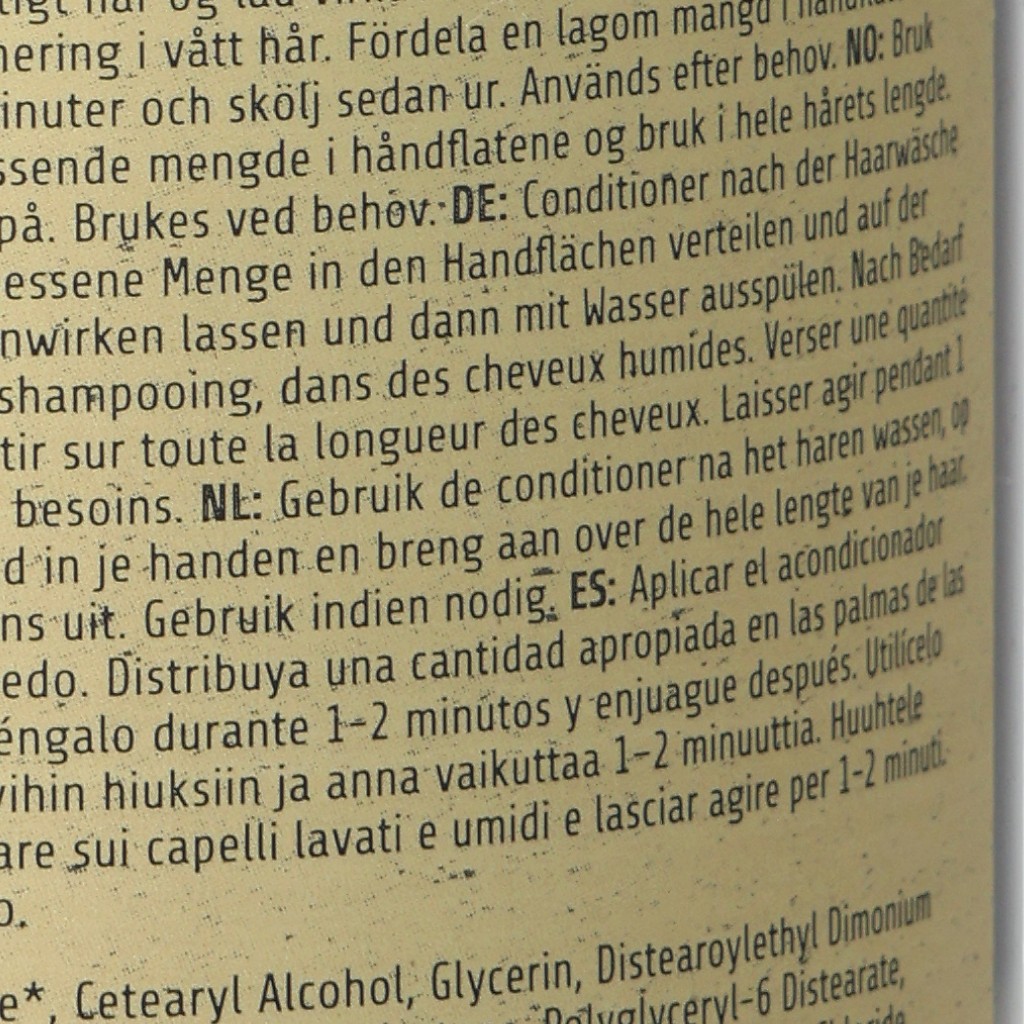 nering i vått hår. Fördela en lagom mängd i
inuter och skölj sedan ur. Används efter behov. NO: Bruk
ssende mengde i håndflatene og bruk i hele hårets lengde.
på. Brukes ved behov. DE: Conditioner nach der Haarwäsche
essene Menge in den Handflächen verteilen und auf der
nwirken lassen und dann mit Wasser ausspülen. Nach Bedarf
shampooing, dans des cheveux humides. Verser une quantité
tir sur toute la longueur des cheveux. Laisser agir pendant 1
besoins. NL: Gebruik de conditioner na het haren wassen, op
d in je handen en breng aan over de hele lengte van je haar.
ns uit. Gebruik indien nodig. ES: Aplicar el acondicionador
edo. Distribuya una cantidad apropiada en las palmas de las
éngalo durante 1-2 minutos y enjuague después. Utilícelo
vihin hiuksiin ja anna vaikuttaa 1-2 minuuttia. Huuhtele
are sui capelli lavati e umidi e lasciar agire per 1-2 minuti.
o.
e*, Cetearyl Alcohol, Glycerin, Distearoylethyl Dimonium
Polyglyceryl-6 Distearate,